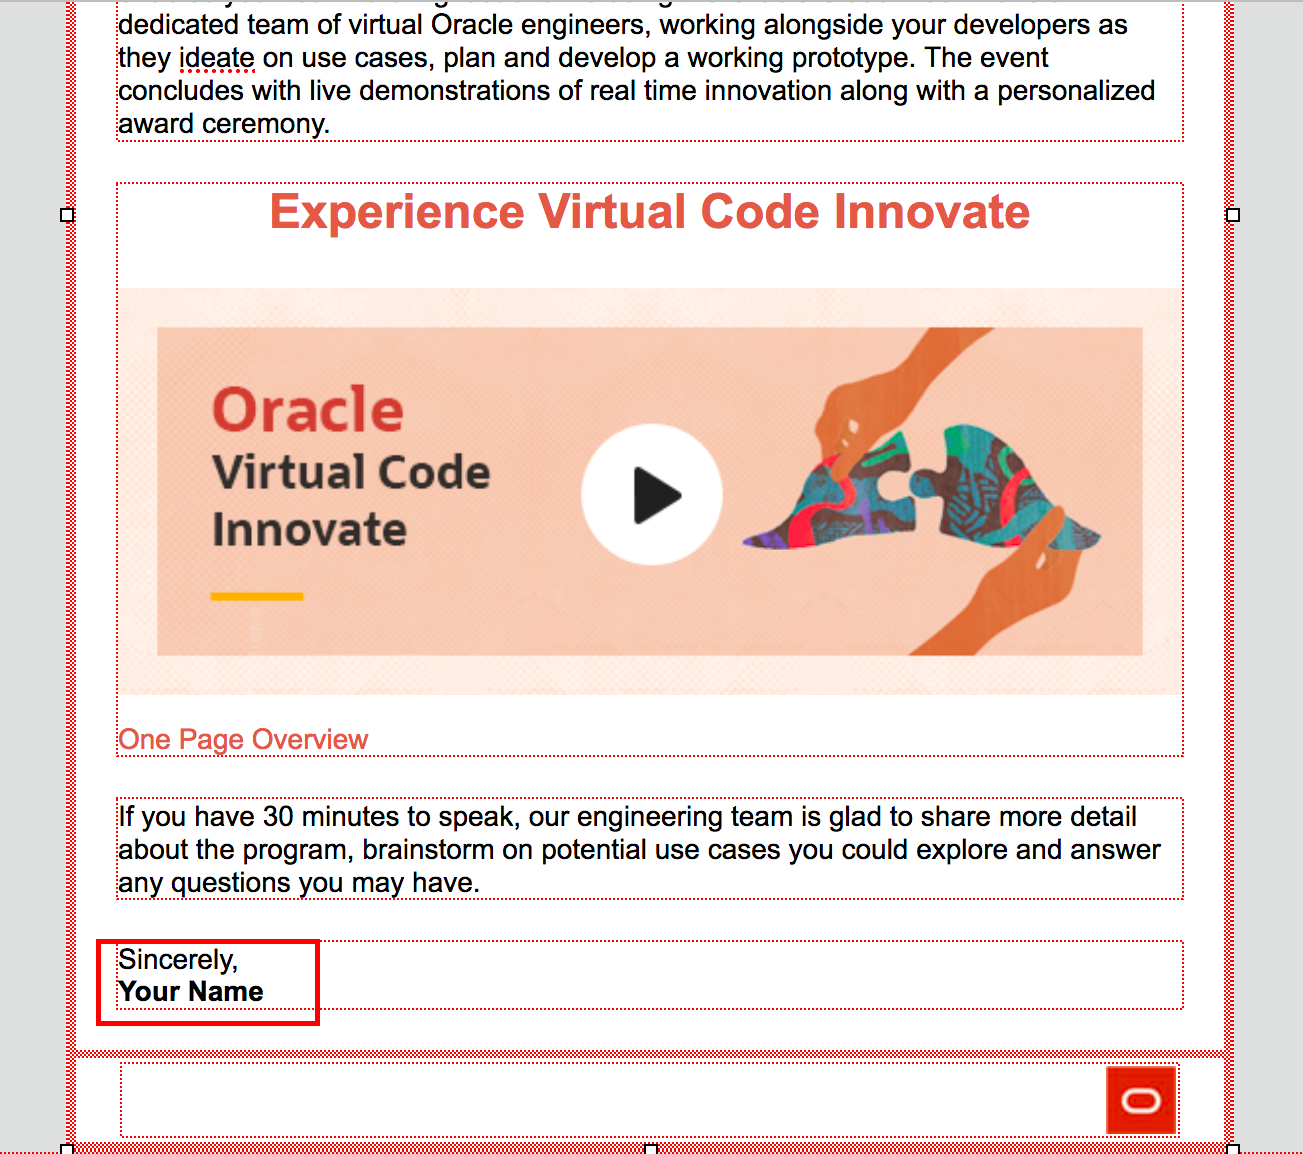 dedicated team of virtual Oracle engineers, working alongside your developers as
they ideate on use cases, plan and develop a working prototype. The event
concludes with live demonstrations of real time innovation along with a personalized
award ceremony.
Experience Virtual Code Innovate
Oracle
Virtual Code
Innovate
One Page Overview
If you have 30 minutes to speak, our engineering team is glad to share more detail
about the program, brainstorm on potential use cases you could explore and answer
any questions you may have.
Sincerely,
Your Name